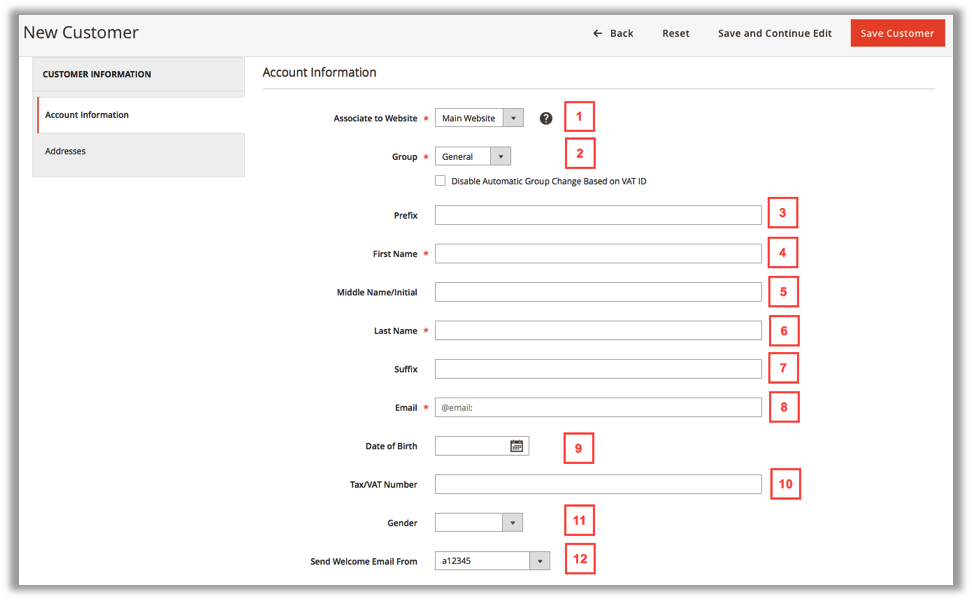 New Customer
← Back Reset Save and Continue Edit Save Customer
CUSTOMER INFORMATION
Account Information
Addresses
Account Information
Associate to Website * Main Website ? 1
Group * General 2
Disable Automatic Group Change Based on VAT ID
Prefix 3
First Name * 4
Middle Name/Initial 5
Last Name * 6
Suffix 7
Email * @email: 8
Date of Birth 9
Tax/VAT Number 10
Gender 11
Send Welcome Email From a12345 12